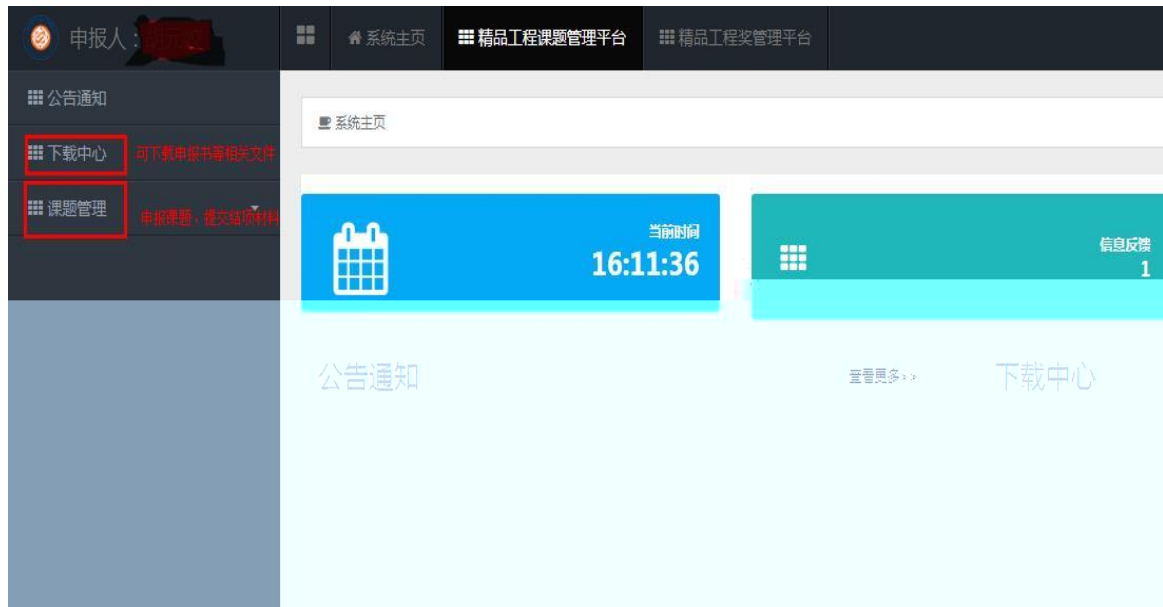 申报人：
系统主页
精品工程课题管理平台
精品工程奖管理平台
公告通知
下载中心
可下载申报书等相关文件
课题管理
申报课题、提交结项材料
系统主页
当前时间
16:11:36
信息反馈
1
公告通知
查看更多>>
下载中心